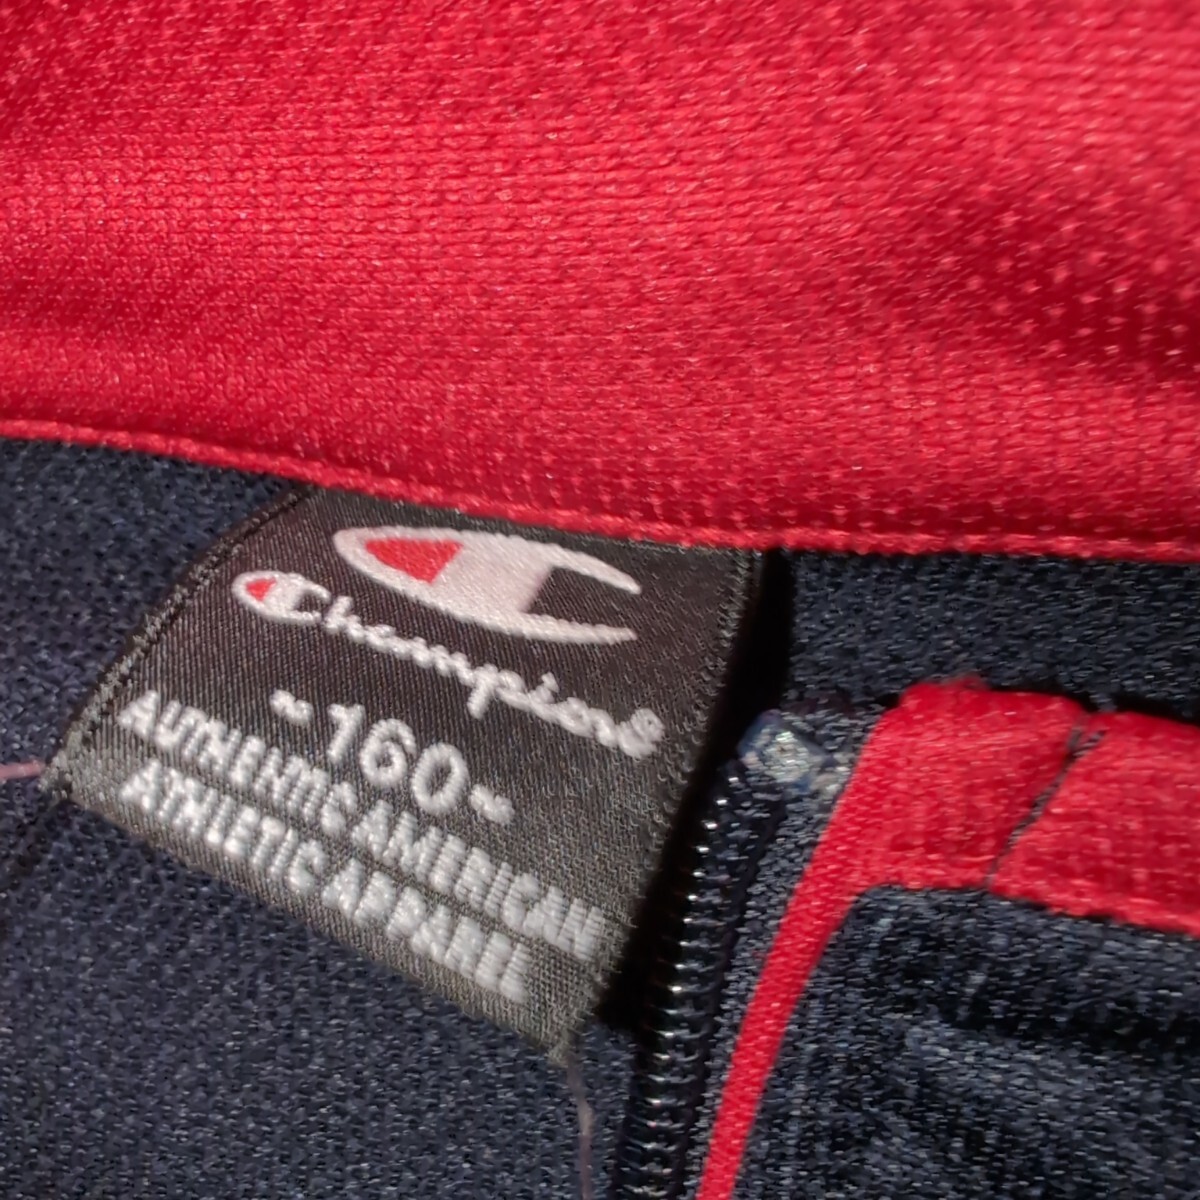 Champion
~160~
AUTHENTIC AMERICAN
ATHLETIC APPAREL